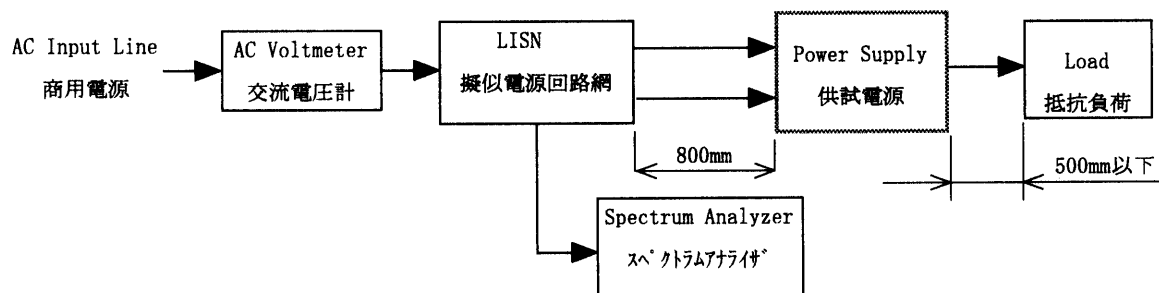 AC Input Line
商用電源
AC Voltmeter
交流電圧計
LISN
擬似電源回路網
Power Supply
供試電源
Load
抵抗負荷
800mm
500mm以下
Spectrum Analyzer
ｽﾍﾟｸﾄﾗﾑｱﾅﾗｲｻﾞ